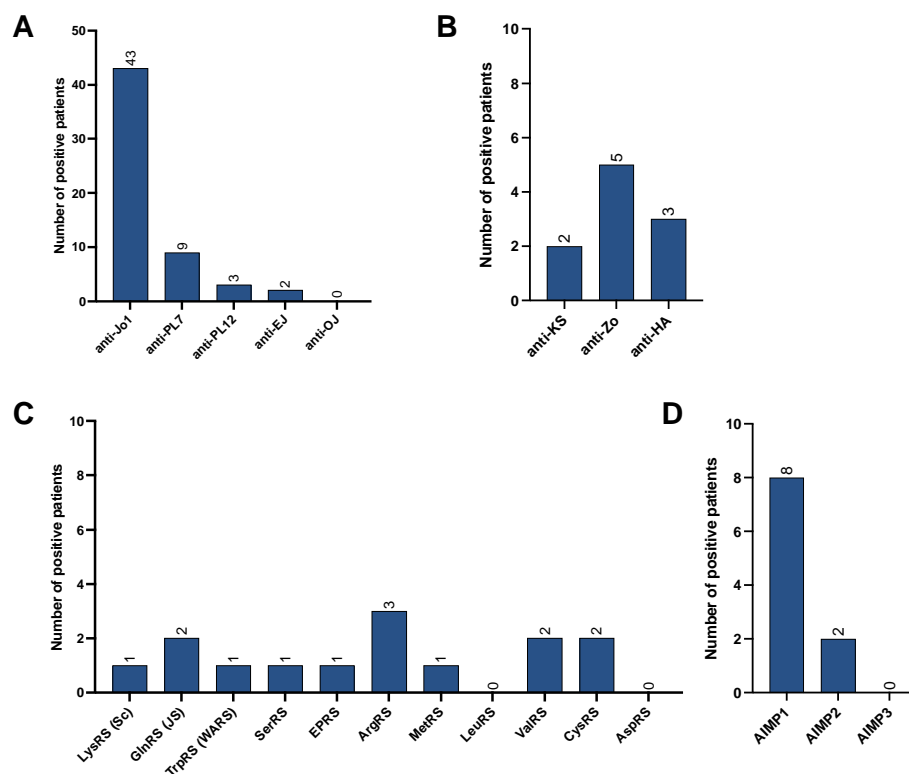 A
Number of positive patients
50
40
30
20
10
0
43
9
3
2
0
anti-Jo1
anti-PL7
anti-PL12
anti-EJ
anti-OJ
B
Number of positive patients
10
8
6
4
2
0
2
5
3
anti-KS
anti-Zo
anti-HA
C
Number of positive patients
10
8
6
4
2
0
1
2
1
1
1
3
1
0
2
2
0
LysRS (Sc)
GlnRS (JS)
TrpRS (WARS)
SerRS
EPRS
ArgRS
MetRS
LeuRS
ValRS
CysRS
AspRS
D
Number of positive patients
10
8
6
4
2
0
8
2
0
AIMP1
AIMP2
AIMP3